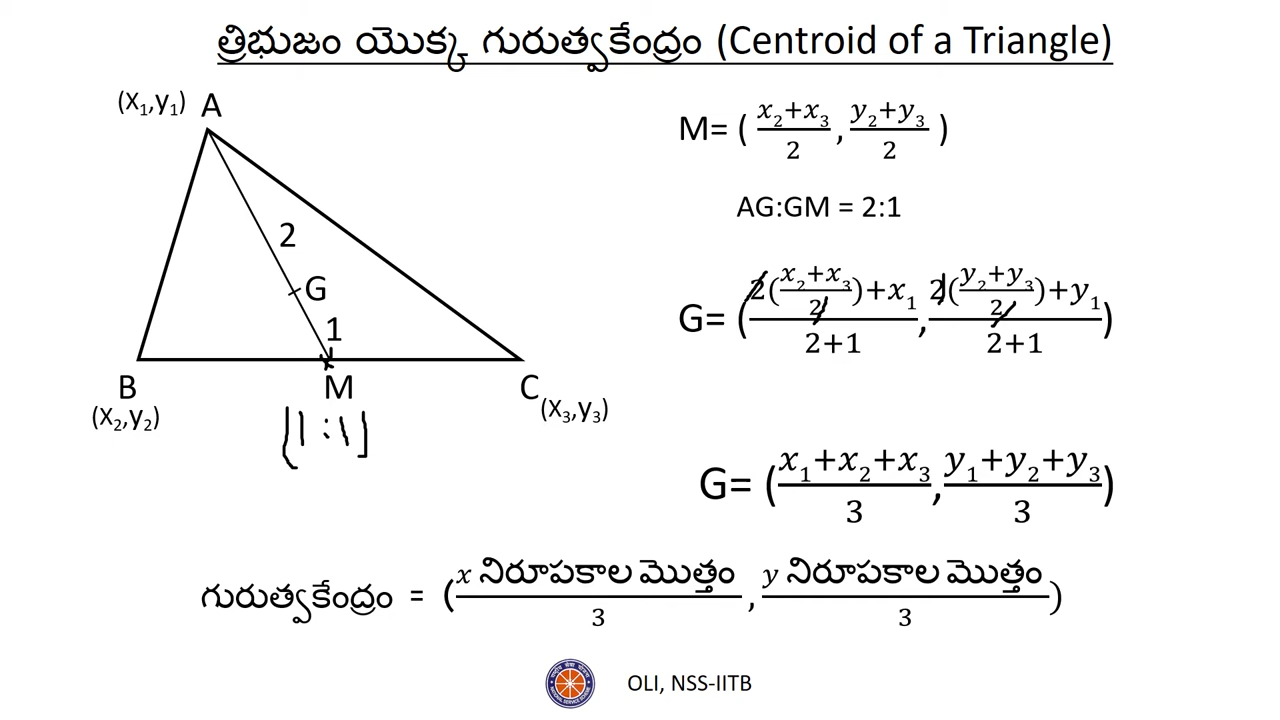 త్రిభుజం యొక్క గురుత్వకేంద్రం (Centroid of a Triangle)
(X₁,y₁) A
2
G
1
B M C
(X₂,y₂) (X₃,y₃)
1:1
M= ( x₂+x₃/2 , y₂+y₃/2 )
AG:GM = 2:1
G= (2(x₂+x₃/2)+x₁/2+1 , 2(y₂+y₃/2)+y₁/2+1)
G= (x₁+x₂+x₃/3 , y₁+y₂+y₃/3)
గురుత్వకేంద్రం = (x నిరూపకాల మొత్తం/3 , y నిరూపకాల మొత్తం/3)
OLI, NSS-IITB